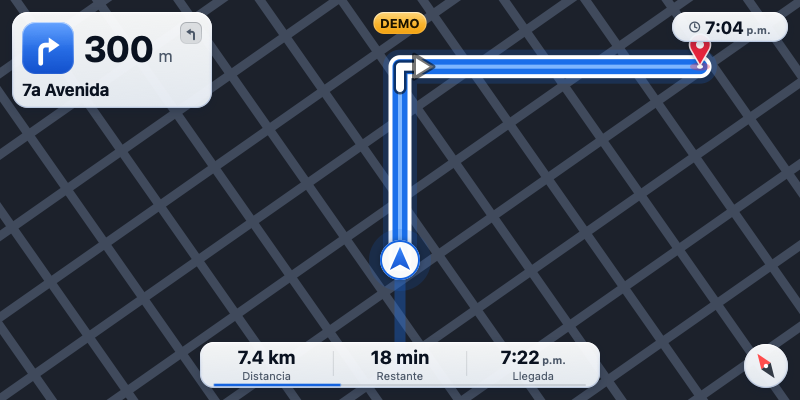 300 m
7a Avenida
DEMO
7:04 p.m.
7.4 km
Distancia
18 min
Restante
7:22 p.m.
Llegada